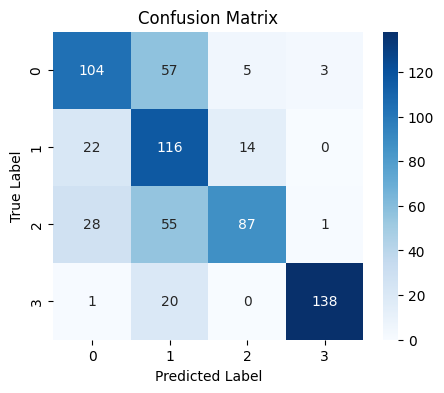 Confusion Matrix
True Label
0 104 57 5 3
1 22 116 14 0
2 28 55 87 1
3 1 20 0 138
0 1 2 3
Predicted Label
120
100
80
60
40
20
0